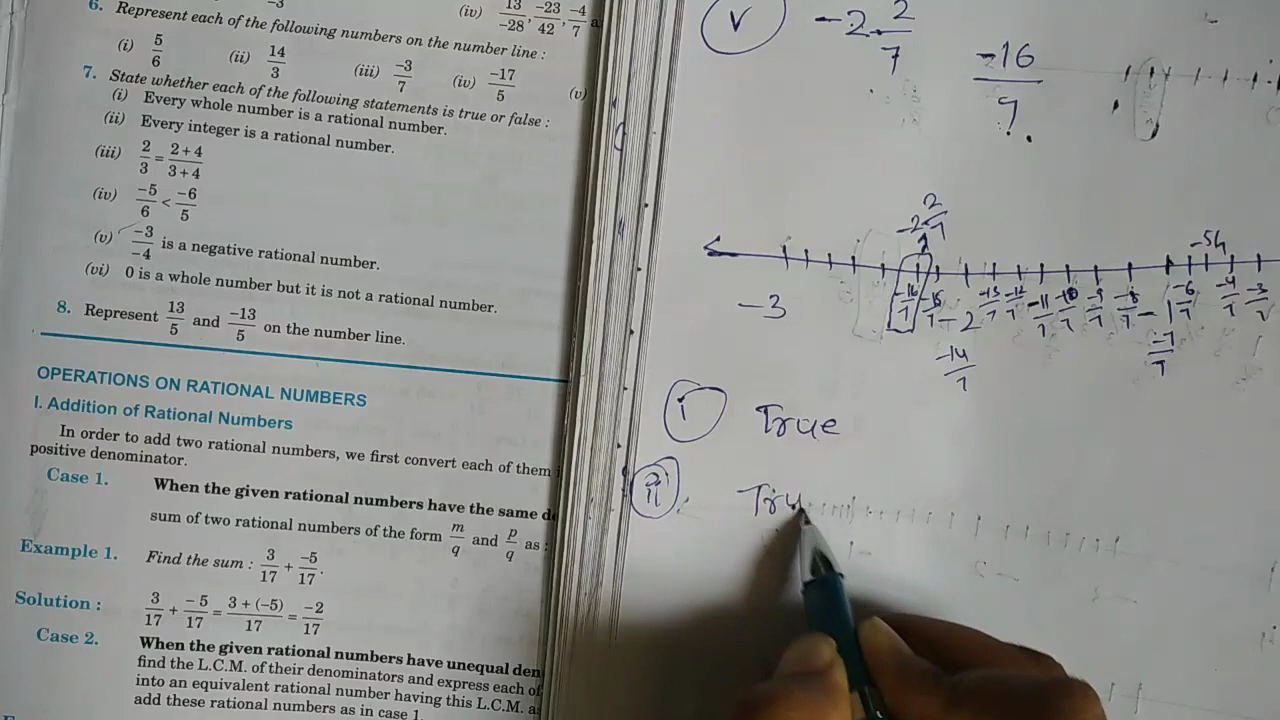 -3
6. Represent each of the following numbers on the number line :
(iv) 13/-28, -23/42, -4/7
(i) 5/6 (ii) 14/3 (iii) -3/7 (iv) -17/5 (v)
7. State whether each of the following statements is true or false :
(i) Every whole number is a rational number.
(ii) Every integer is a rational number.
(iii) 2/3 = 2+4/3+4
(iv) -5/6 < -6/5
(v) -3/-4 is a negative rational number.
(vi) 0 is a whole number but it is not a rational number.
8. Represent 13/5 and -13/5 on the number line.
OPERATIONS ON RATIONAL NUMBERS
I. Addition of Rational Numbers
In order to add two rational numbers, we first convert each of them
positive denominator.
Case 1. When the given rational numbers have the same
sum of two rational numbers of the form m/q and p/q as :
Example 1. Find the sum : 3/17 + -5/17.
Solution : 3/17 + -5/17 = 3 + (-5)/17 = -2/17
Case 2. When the given rational numbers have unequal
find the L.C.M. of their denominators and express each
into an equivalent rational number having this L.C.M.
add these rational numbers as in case 1.
V -2 2/7 -16/7
-2 2/7
-3 -16/7 -15/7 -2 -13/7 -12/7 -11/7 -10/7 -9/7 -8/7 -1 -6/7 -54 -4/7 -3/7
-14/7 -7/7
i True
ii Tru